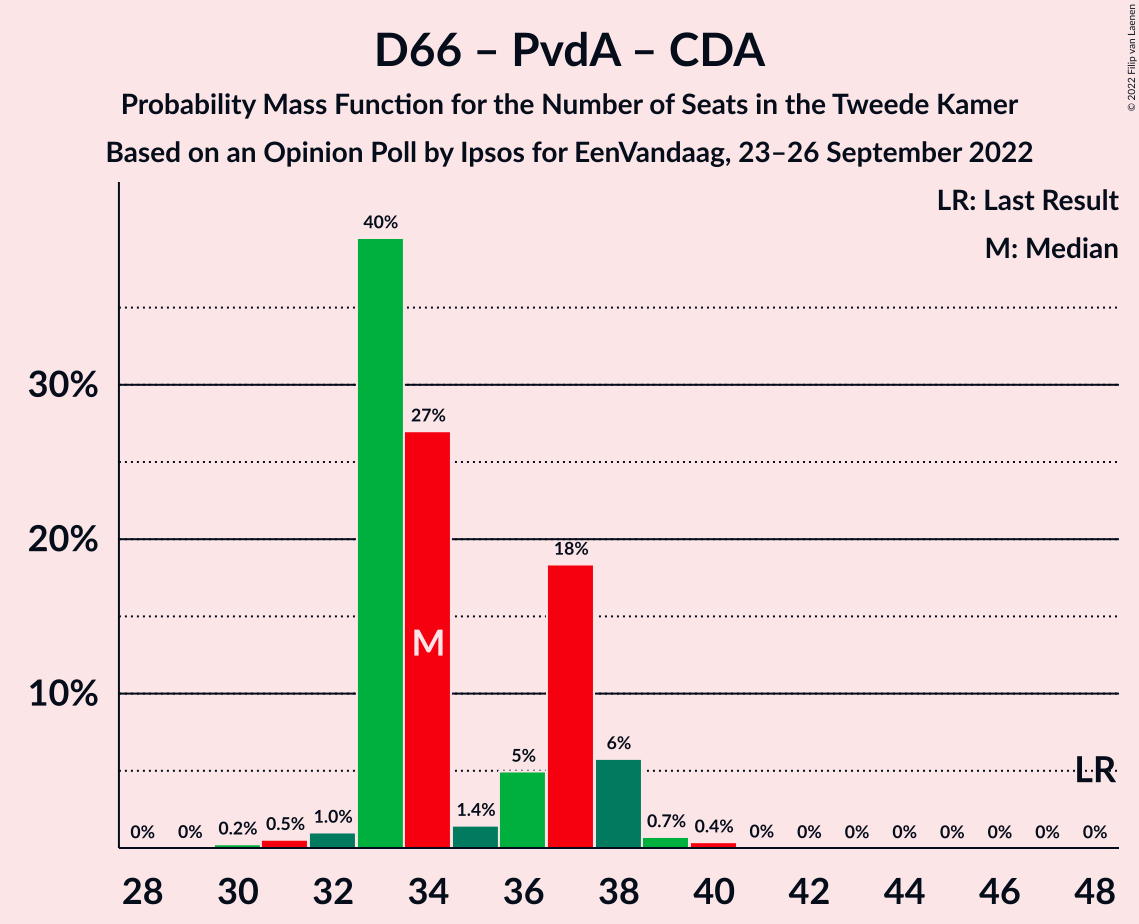 D66 – PvdA – CDA
Probability Mass Function for the Number of Seats in the Tweede Kamer
Based on an Opinion Poll by Ipsos for EenVandaag, 23–26 September 2022
© 2022 Filip van Laenen
LR: Last Result
M: Median
40%
30%
27%
20%
18%
M
10%
6%
5%
LR
1.4%
1.0%
0.7%
0.5%
0.4%
0.2%
0% 0% 0% 0% 0% 0% 0% 0% 0% 0%
28 30 32 34 36 38 40 42 44 46 48